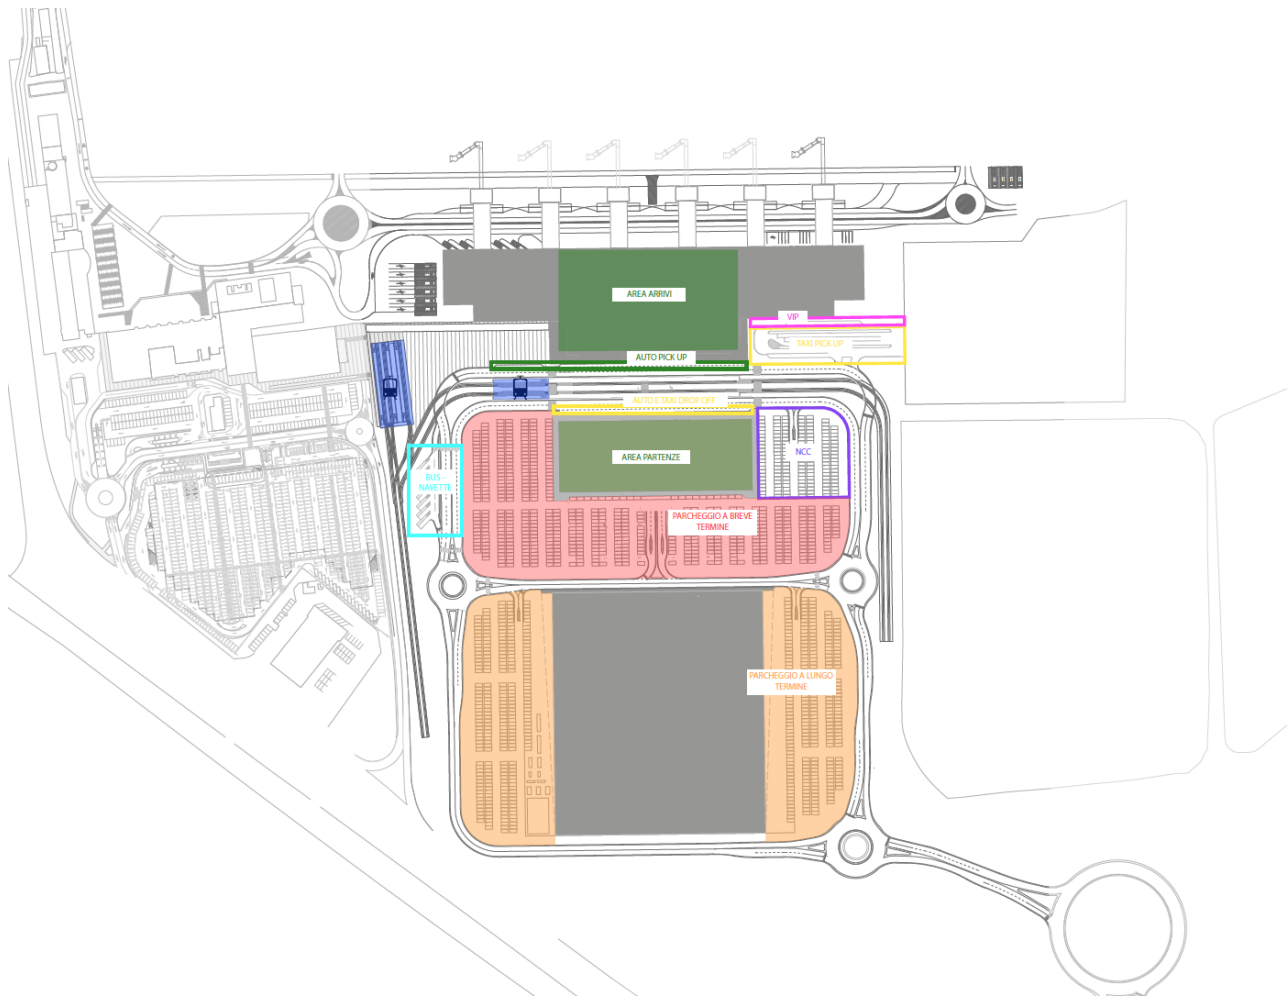 AREA ARRIVI
VIP
TAXI PICK UP
AUTO PICK UP
AUTO E TAXI DROP OFF
AREA PARTENZE
NCC
BUS -
NAVETTE
PARCHEGGIO A BREVE
TERMINE
PARCHEGGIO A LUNGO
TERMINE